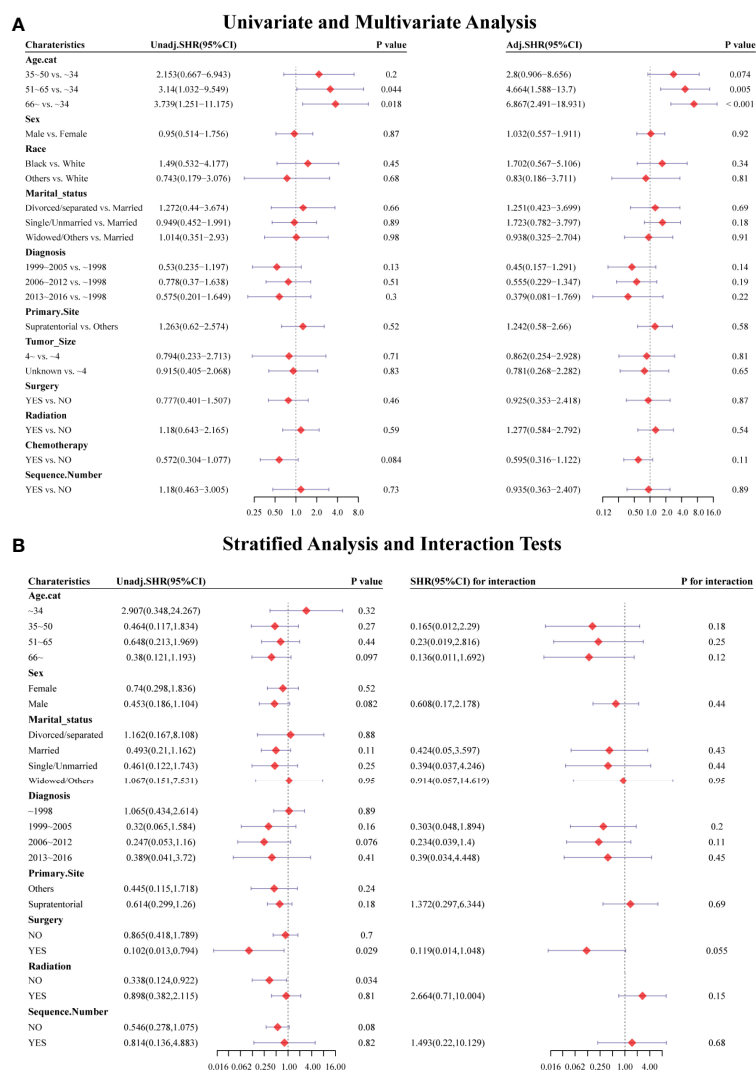 A Univariate and Multivariate Analysis
Charateristics Unadj.SHR(95%CI) P value Adj.SHR(95%CI) P value
Age.cat
35~50 vs. ~34 2.153(0.667−6.943) 0.2 2.8(0.906−8.656) 0.074
51~65 vs. ~34 3.14(1.032−9.549) 0.044 4.664(1.588−13.7) 0.005
66~ vs. ~34 3.739(1.251−11.175) 0.018 6.867(2.491−18.931) < 0.001
Sex
Male vs. Female 0.95(0.514−1.756) 0.87 1.032(0.557−1.911) 0.92
Race
Black vs. White 1.49(0.532−4.177) 0.45 1.702(0.567−5.106) 0.34
Others vs. White 0.743(0.179−3.076) 0.68 0.83(0.186−3.711) 0.81
Marital_status
Divorced/separated vs. Married 1.272(0.44−3.674) 0.66 1.251(0.423−3.699) 0.69
Single/Unmarried vs. Married 0.949(0.452−1.991) 0.89 1.723(0.782−3.797) 0.18
Widowed/Others vs. Married 1.014(0.351−2.93) 0.98 0.938(0.325−2.704) 0.91
Diagnosis
1999~2005 vs. ~1998 0.53(0.235−1.197) 0.13 0.45(0.157−1.291) 0.14
2006~2012 vs. ~1998 0.778(0.37−1.638) 0.51 0.555(0.229−1.347) 0.19
2013~2016 vs. ~1998 0.575(0.201−1.649) 0.3 0.379(0.081−1.769) 0.22
Primary.Site
Supratentorial vs. Others 1.263(0.62−2.574) 0.52 1.242(0.58−2.66) 0.58
Tumor_Size
4~ vs. ~4 0.794(0.233−2.713) 0.71 0.862(0.254−2.928) 0.81
Unknown vs. ~4 0.915(0.405−2.068) 0.83 0.781(0.268−2.282) 0.65
Surgery
YES vs. NO 0.777(0.401−1.507) 0.46 0.925(0.353−2.418) 0.87
Radiation
YES vs. NO 1.18(0.643−2.165) 0.59 1.277(0.584−2.792) 0.54
Chemotherapy
YES vs. NO 0.572(0.304−1.077) 0.084 0.595(0.316−1.122) 0.11
Sequence.Number
YES vs. NO 1.18(0.463−3.005) 0.73 0.935(0.363−2.407) 0.89
0.25 0.50 1.0 2.0 4.0 8.0 0.12 0.50 1.0 2.0 4.0 8.0 16.0
B Stratified Analysis and Interaction Tests
Charateristics Unadj.SHR(95%CI) P value SHR(95%CI) for interaction P for interaction
Age.cat
~34 2.907(0.348,24.267) 0.32
35~50 0.464(0.117,1.834) 0.27 0.165(0.012,2.29) 0.18
51~65 0.648(0.213,1.969) 0.44 0.23(0.019,2.816) 0.25
66~ 0.38(0.121,1.193) 0.097 0.136(0.011,1.692) 0.12
Sex
Female 0.74(0.298,1.836) 0.52
Male 0.453(0.186,1.104) 0.082 0.608(0.17,2.178) 0.44
Marital_status
Divorced/separated 1.162(0.167,8.108) 0.88
Married 0.493(0.21,1.162) 0.11 0.424(0.05,3.597) 0.43
Single/Unmarried 0.461(0.122,1.743) 0.25 0.394(0.037,4.246) 0.44
Widowed/Others 1.067(0.151,7.531) 0.95 0.914(0.057,14.619) 0.95
Diagnosis
~1998 1.065(0.434,2.614) 0.89
1999~2005 0.32(0.065,1.584) 0.16 0.303(0.048,1.894) 0.2
2006~2012 0.247(0.053,1.16) 0.076 0.234(0.039,1.4) 0.11
2013~2016 0.389(0.041,3.72) 0.41 0.39(0.034,4.448) 0.45
Primary.Site
Others 0.445(0.115,1.718) 0.24
Supratentorial 0.614(0.299,1.26) 0.18 1.372(0.297,6.344) 0.69
Surgery
NO 0.865(0.418,1.789) 0.7
YES 0.102(0.013,0.794) 0.029 0.119(0.014,1.048) 0.055
Radiation
NO 0.338(0.124,0.922) 0.034
YES 0.898(0.382,2.115) 0.81 2.664(0.71,10.004) 0.15
Sequence.Number
NO 0.546(0.278,1.075) 0.08
YES 0.814(0.136,4.883) 0.82 1.493(0.22,10.129) 0.68
0.016 0.062 0.250 1.00 4.00 16.00 0.016 0.062 0.250 1.00 4.00